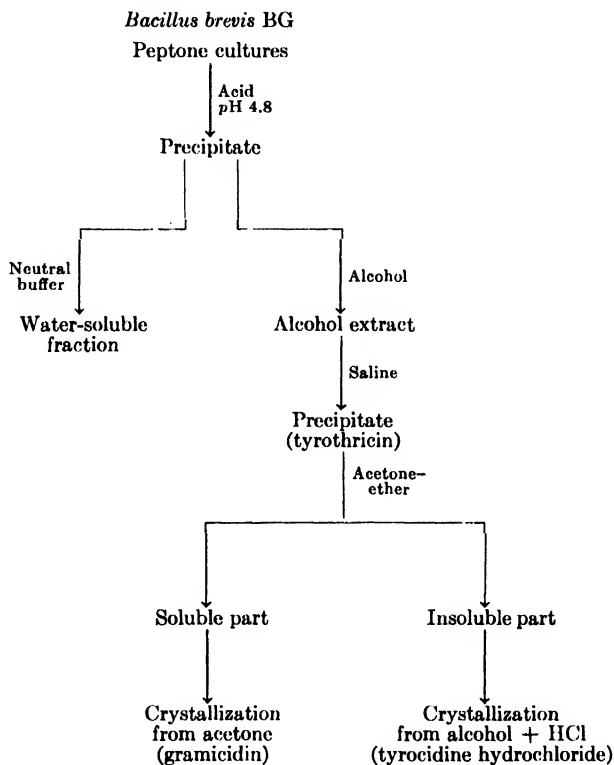 Bacillus brevis BG
Peptone cultures
Acid
pH 4.8
Precipitate
Neutral
buffer
Alcohol
Water-soluble
fraction
Alcohol extract
Saline
Precipitate
(tyrothricin)
Acetone–
ether
Soluble part
Insoluble part
Crystallization
from acetone
(gramicidin)
Crystallization
from alcohol + HCl
(tyrocidine hydrochloride)